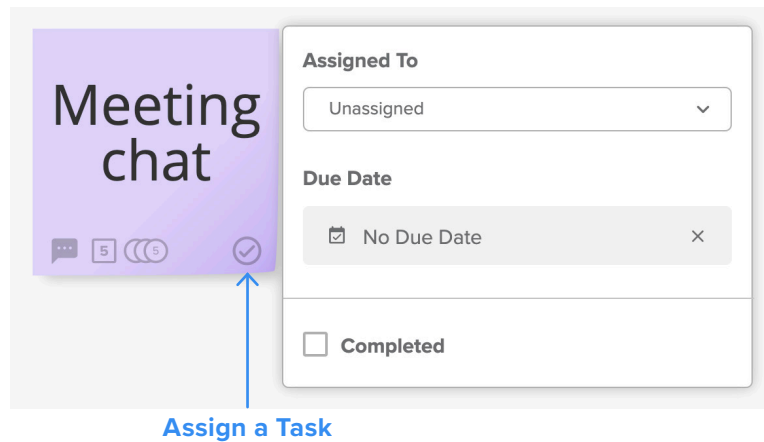 Meeting
chat
5
5
Assigned To
Unassigned
Due Date
No Due Date
Completed
Assign a Task